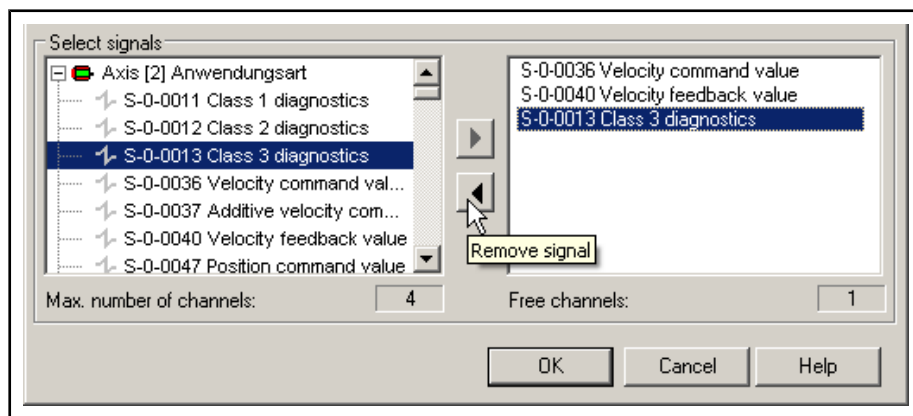 Select signals
Axis [2] Anwendungsart
S-0-0011 Class 1 diagnostics
S-0-0012 Class 2 diagnostics
S-0-0013 Class 3 diagnostics
S-0-0036 Velocity command val...
S-0-0037 Additive velocity com...
S-0-0040 Velocity feedback value
S-0-0047 Position command value
S-0-0036 Velocity command value
S-0-0040 Velocity feedback value
S-0-0013 Class 3 diagnostics
Remove signal
Max. number of channels: 4
Free channels: 1
OK Cancel Help